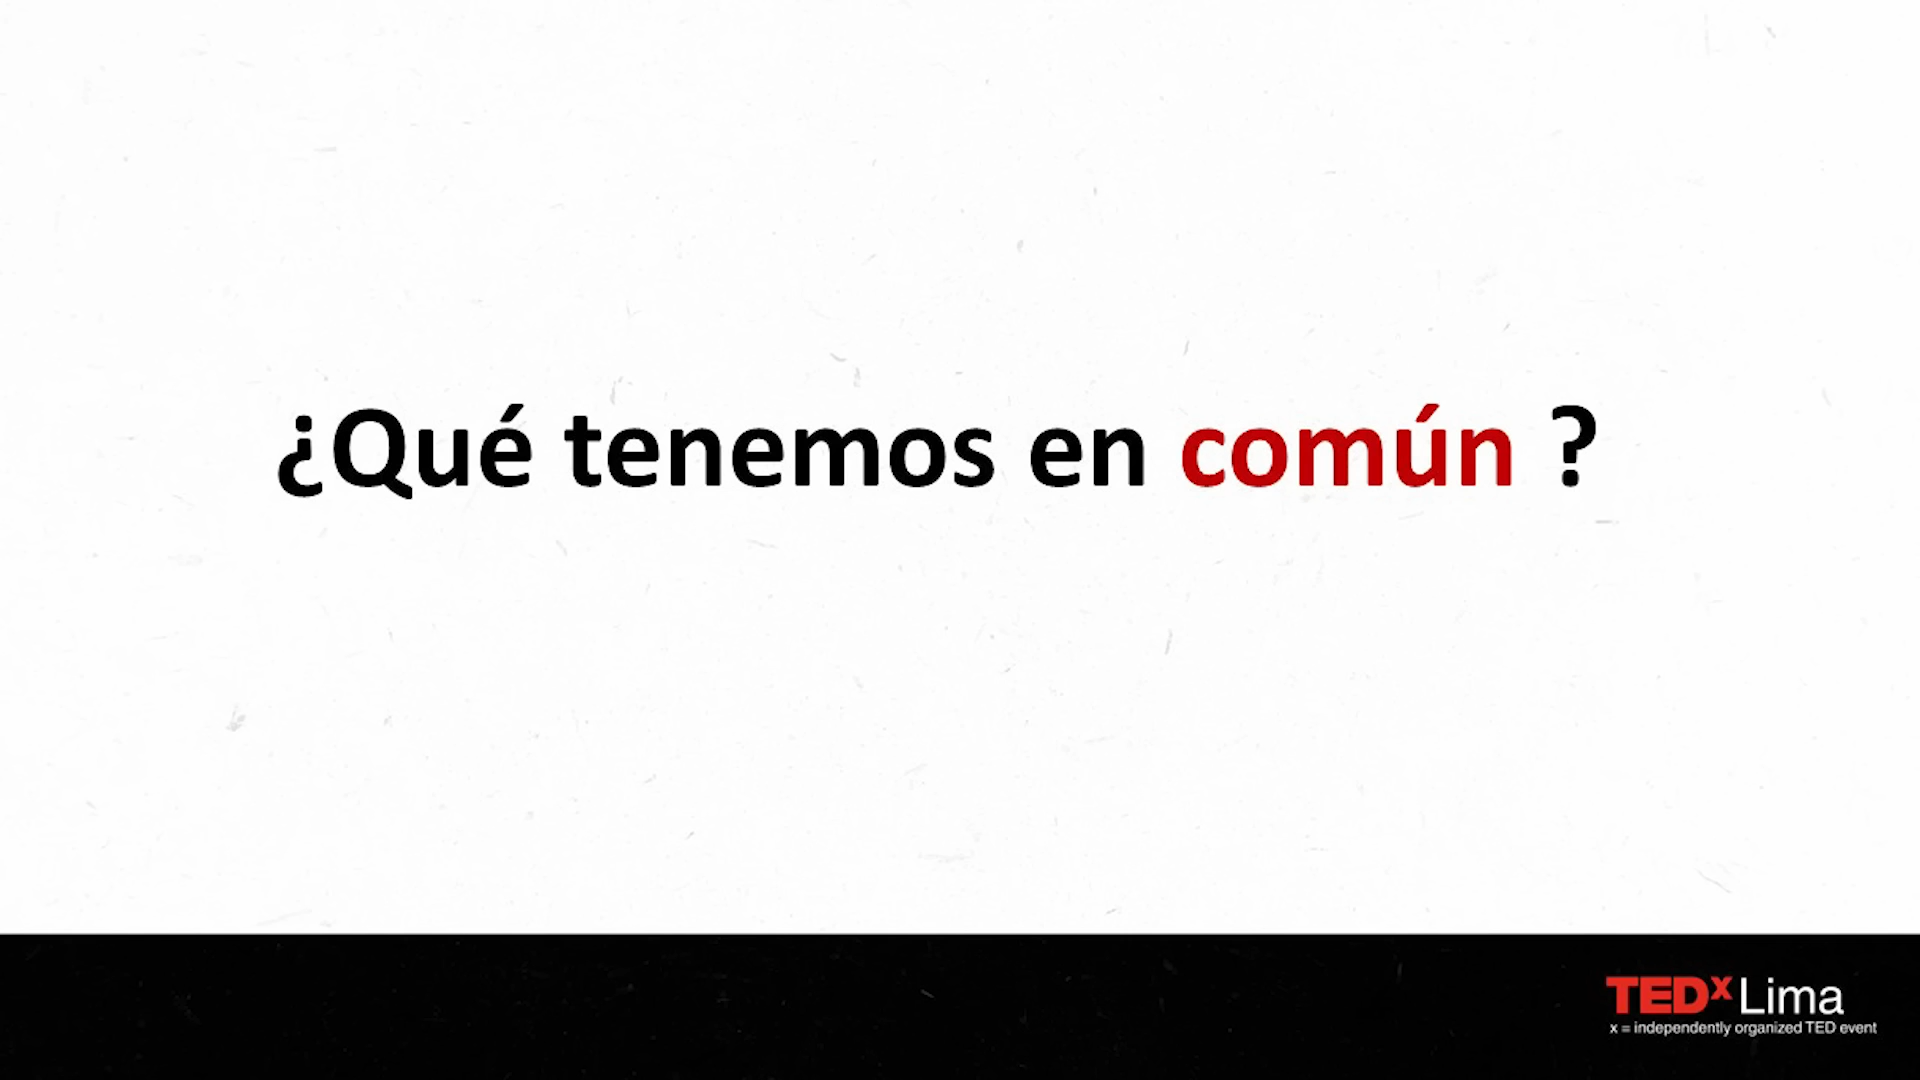 ¿Qué tenemos en común ?
TEDx Lima
x = independently organized TED event